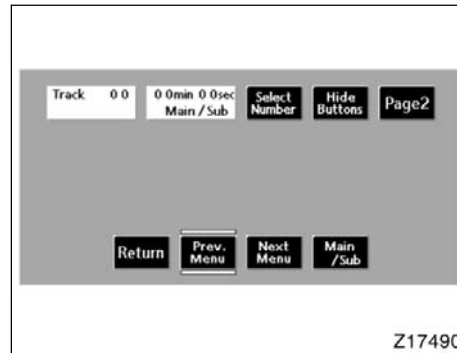 Track 0 0
0 0min 0 0sec
Main / Sub
Select
Number
Hide
Buttons
Page2
Return
Prev.
Menu
Next
Menu
Main
/Sub
Z17490